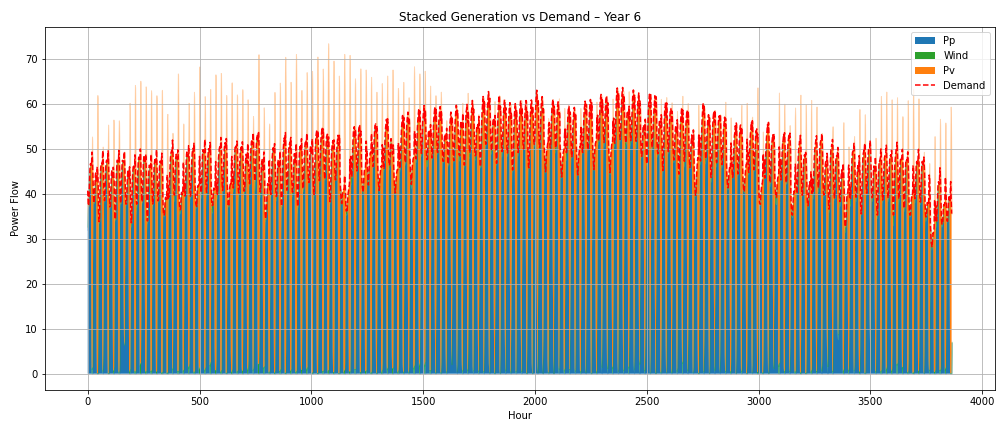 Stacked Generation vs Demand – Year 6
Power Flow
70
60
50
40
30
20
10
0
Pp
Wind
Pv
Demand
0 500 1000 1500 2000 2500 3000 3500 4000
Hour